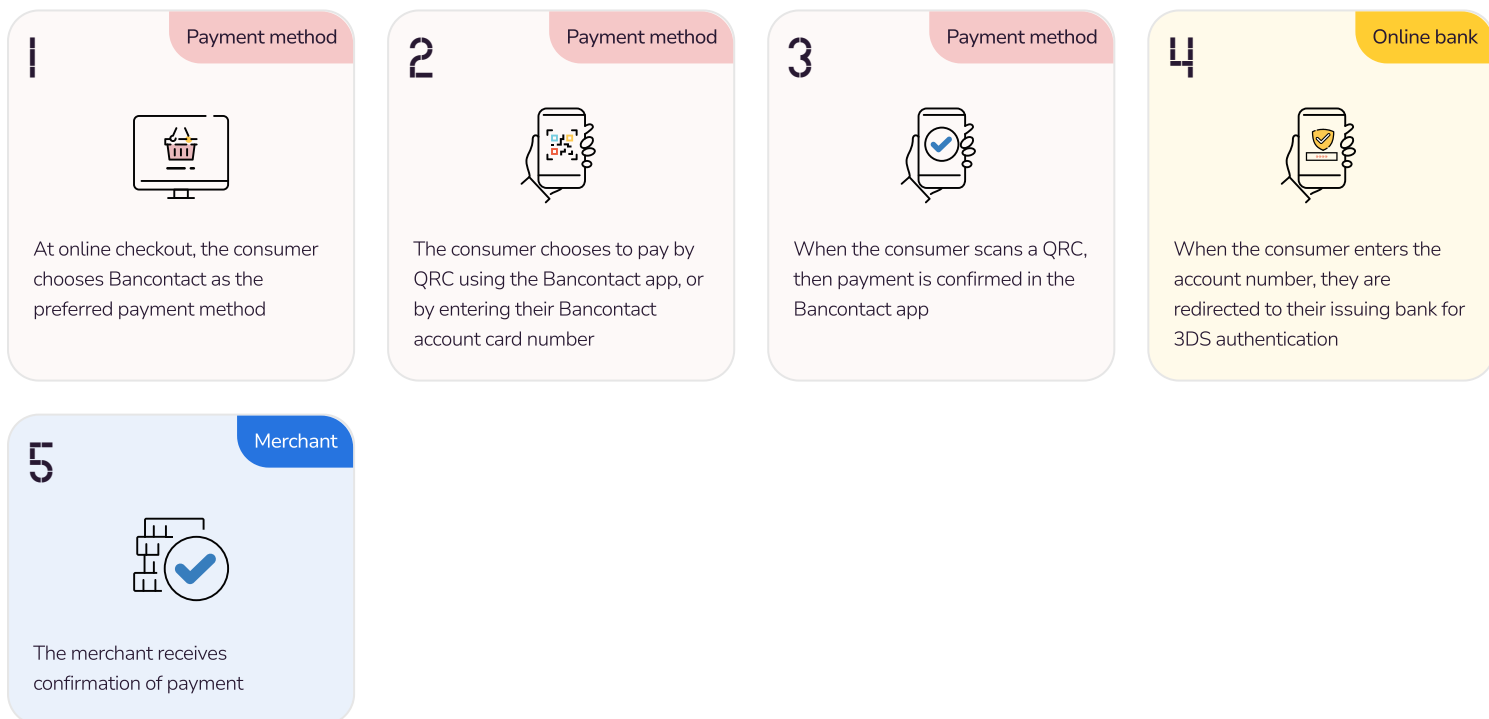 1
Payment method
At online checkout, the consumer
chooses Bancontact as the
preferred payment method
2
Payment method
The consumer chooses to pay by
QRC using the Bancontact app, or
by entering their Bancontact
account card number
3
Payment method
When the consumer scans a QRC,
then payment is confirmed in the
Bancontact app
4
Online bank
When the consumer enters the
account number, they are
redirected to their issuing bank for
3DS authentication
5
Merchant
The merchant receives
confirmation of payment